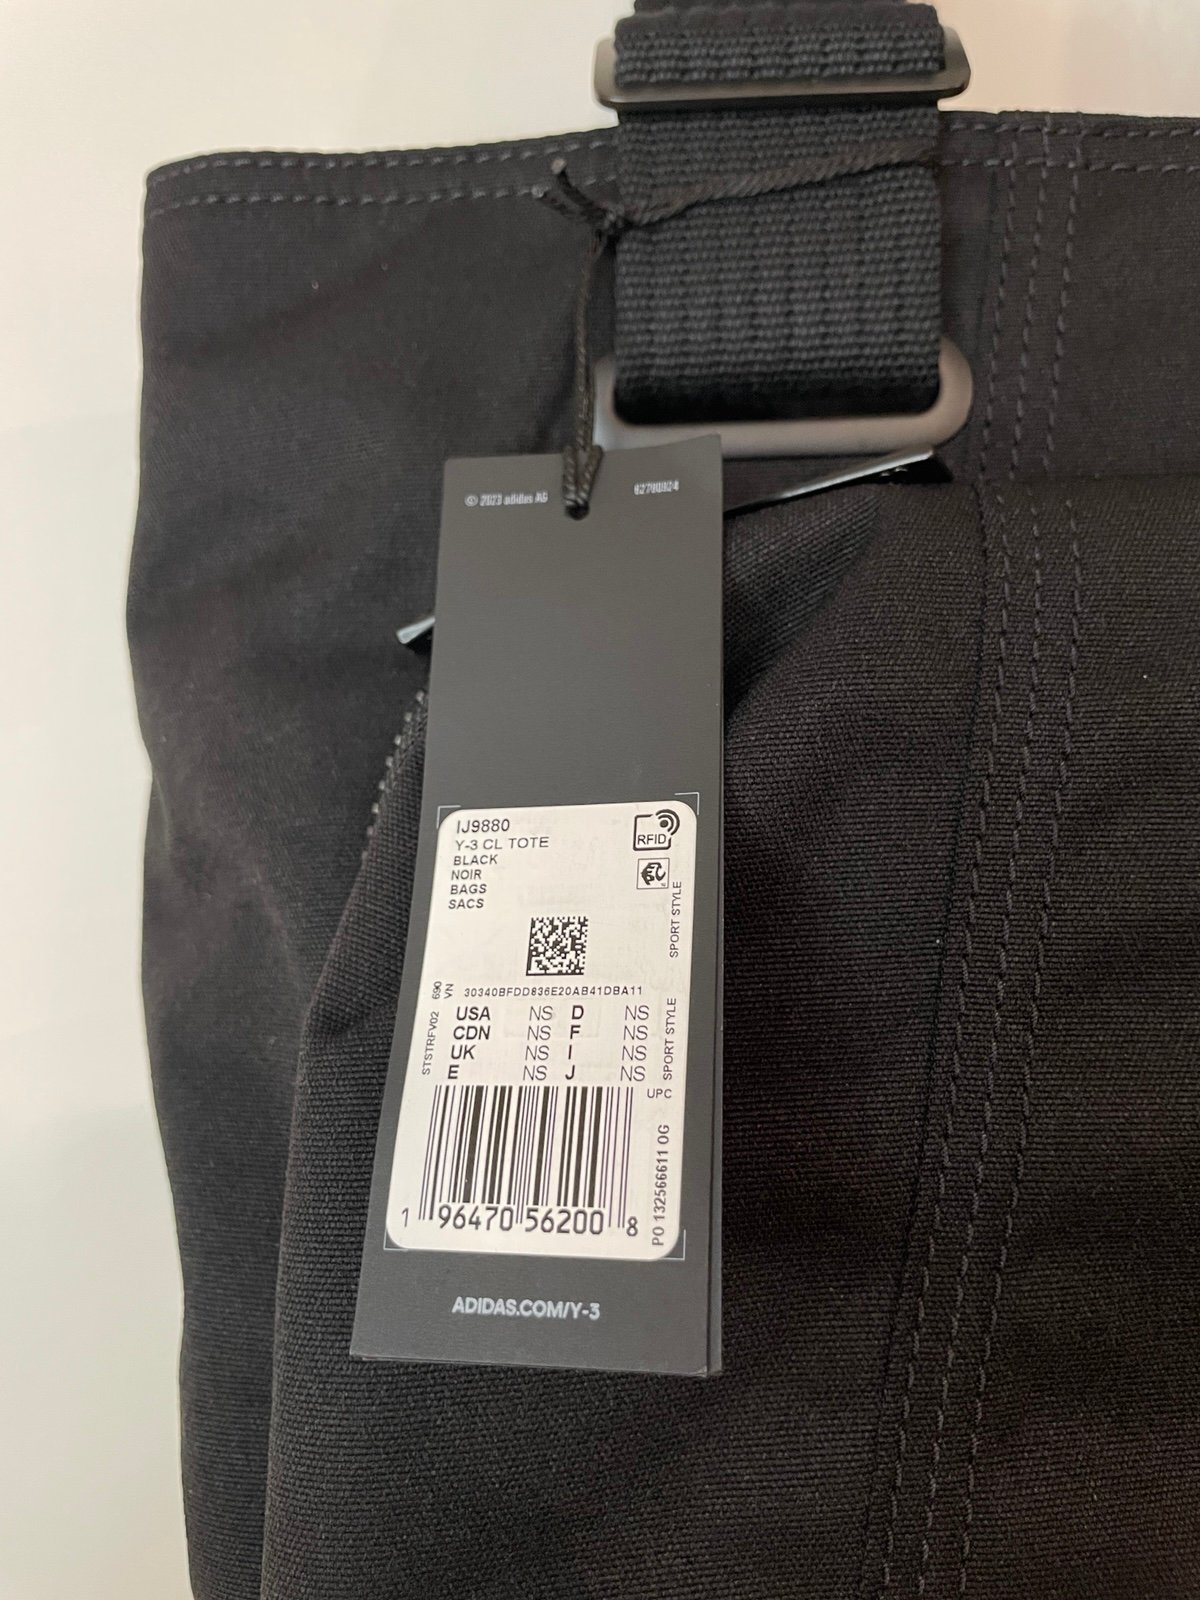 © 2023 adidas AG
62790924
IJ9880
Y-3 CL TOTE
BLACK
NOIR
BAGS
SACS
RFID
SPORT STYLE
30340BFDD836E20AB41DBA11
STSTRFV02 690
VN
USA NS D NS
CDN NS F NS
UK NS I NS
E NS J NS
SPORT STYLE
UPC
1 96470 56200 8
PO 132566611 OG
ADIDAS.COM/Y-3